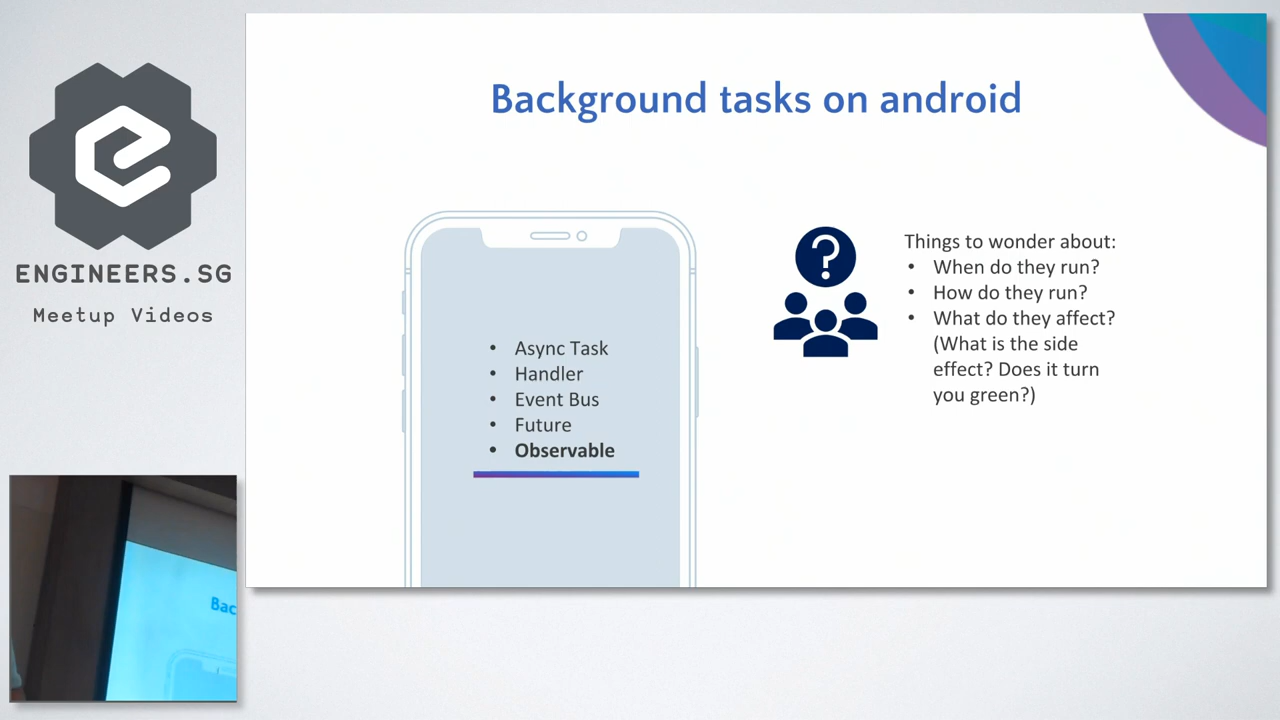 ENGINEERS.SG
Meetup Videos
Background tasks on android
• Async Task
• Handler
• Event Bus
• Future
• Observable
?
Things to wonder about:
• When do they run?
• How do they run?
• What do they affect?
(What is the side
effect? Does it turn
you green?)
Bac